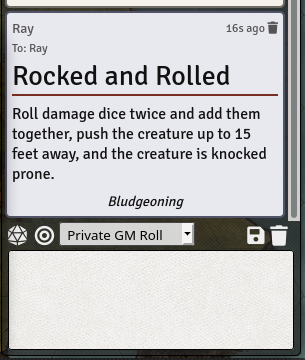 Ray
16s ago
To: Ray
Rocked and Rolled
Roll damage dice twice and add them
together, push the creature up to 15
feet away, and the creature is knocked
prone.
Bludgeoning
Private GM Roll